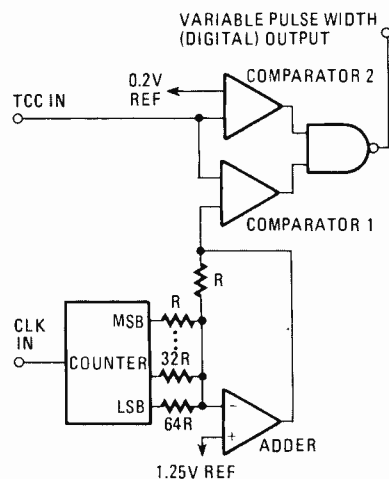 VARIABLE PULSE WIDTH
(DIGITAL) OUTPUT
COMPARATOR 2
0.2V
REF
TCC IN
COMPARATOR 1
R
R
MSB
CLK
IN
COUNTER
32R
LSB
64R
-
+
ADDER
1.25V REF